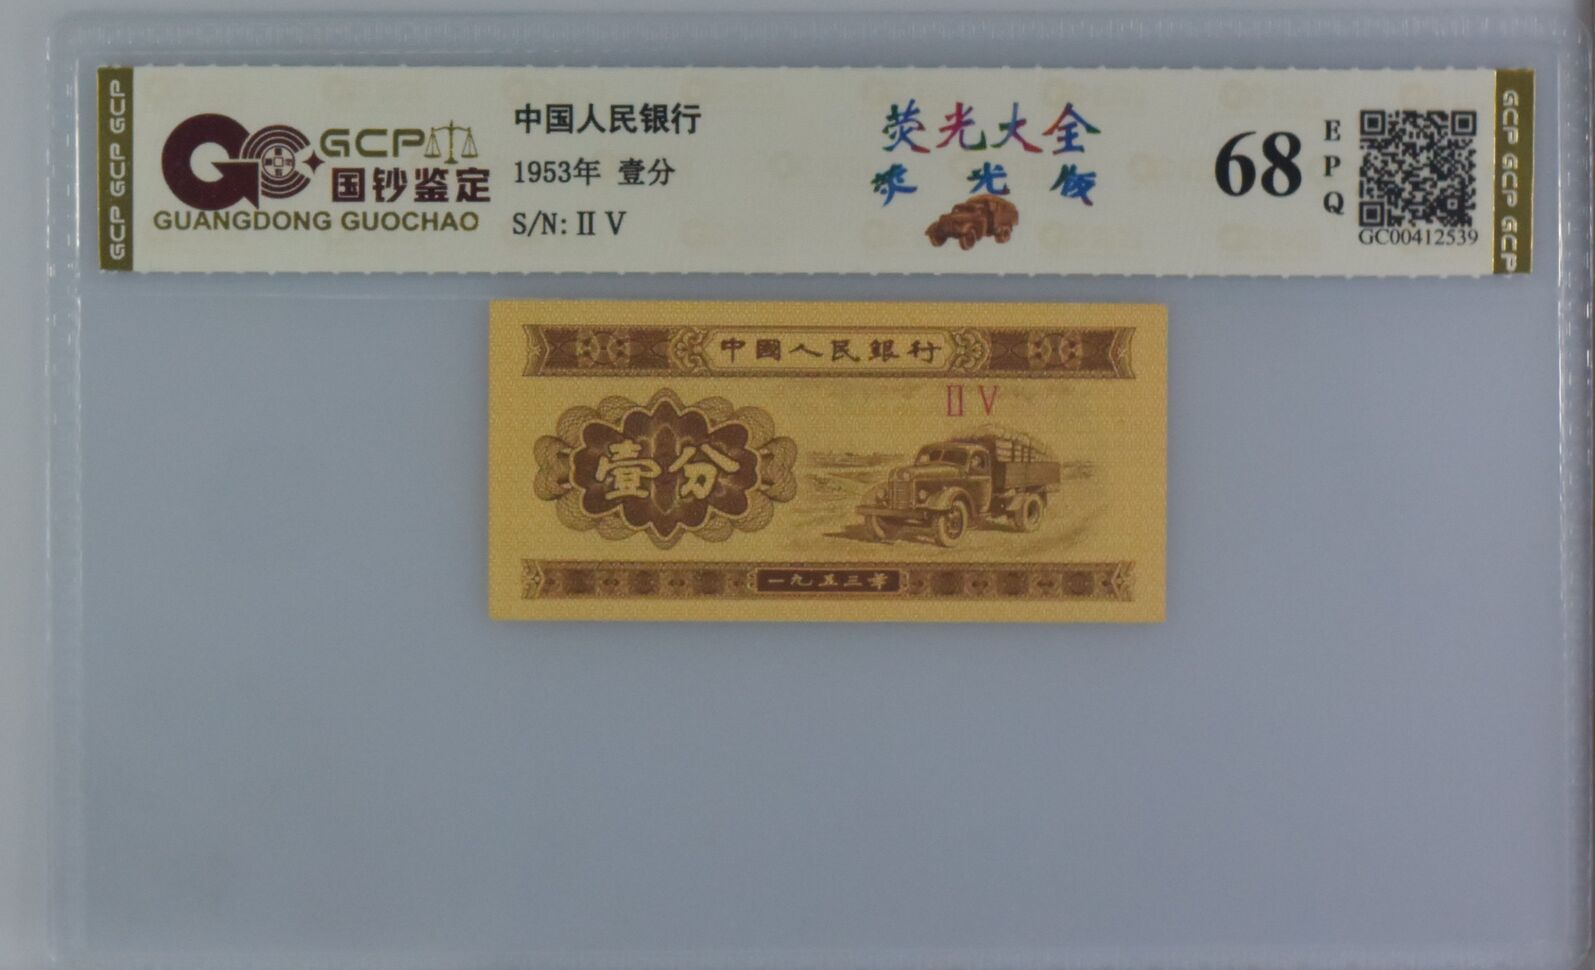 GCP GCP GCP
GCP
国钞鉴定
GUANGDONG GUOCHAO
中国人民银行
1953年 壹分
S/N: II V
荧光大全
荧光版
68
EPQ
GC00412539
GCP GCP GCP
中國人民銀行
II V
壹分
一九五三年